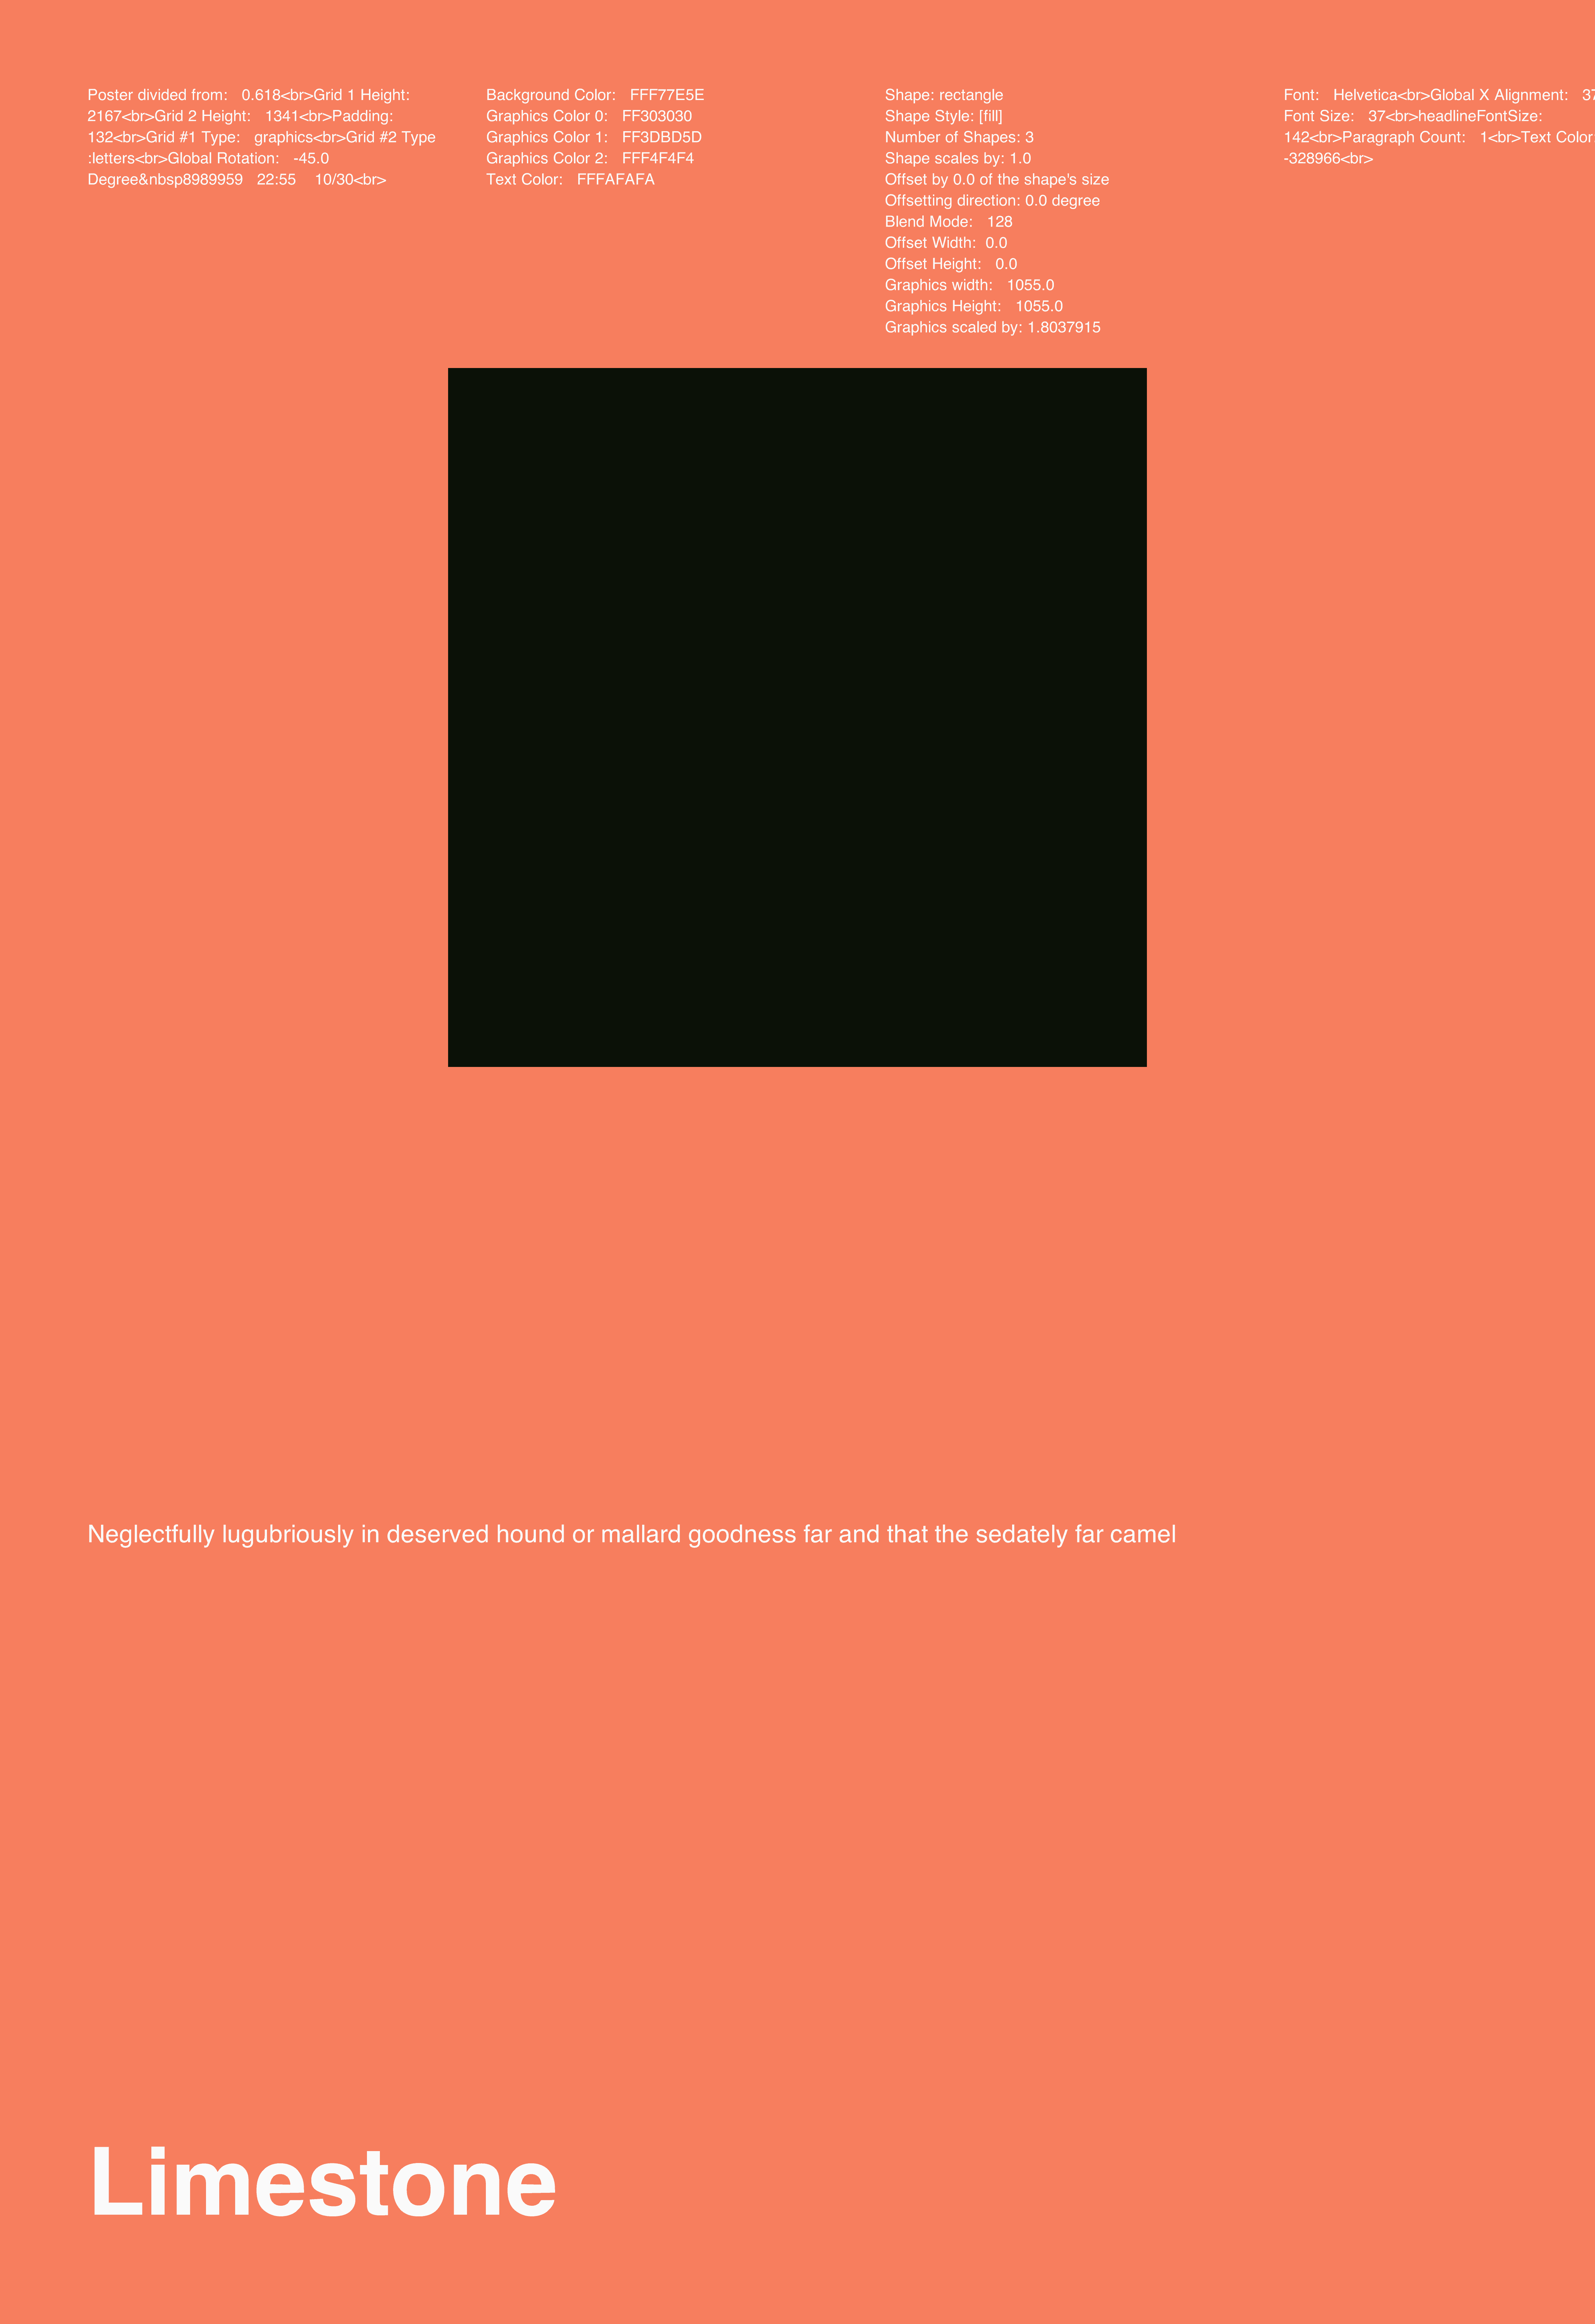 Poster divided from:   0.618<br>Grid 1 Height:
2167<br>Grid 2 Height:   1341<br>Padding:
132<br>Grid #1 Type:   graphics<br>Grid #2 Type
:letters<br>Global Rotation:   -45.0
Degree&nbsp8989959   22:55    10/30<br>
Background Color:   FFF77E5E
Graphics Color 0:   FF303030
Graphics Color 1:   FF3DBD5D
Graphics Color 2:   FFF4F4F4
Text Color:   FFFAFAFA
Shape: rectangle
Shape Style: [fill]
Number of Shapes: 3
Shape scales by: 1.0
Offset by 0.0 of the shape's size
Offsetting direction: 0.0 degree
Blend Mode:   128
Offset Width:  0.0
Offset Height:   0.0
Graphics width:   1055.0
Graphics Height:   1055.0
Graphics scaled by: 1.8037915
Font:   Helvetica<br>Global X Alignment:   37
Font Size:   37<br>headlineFontSize:
142<br>Paragraph Count:   1<br>Text Color
-328966<br>
Neglectfully lugubriously in deserved hound or mallard goodness far and that the sedately far camel
Limestone